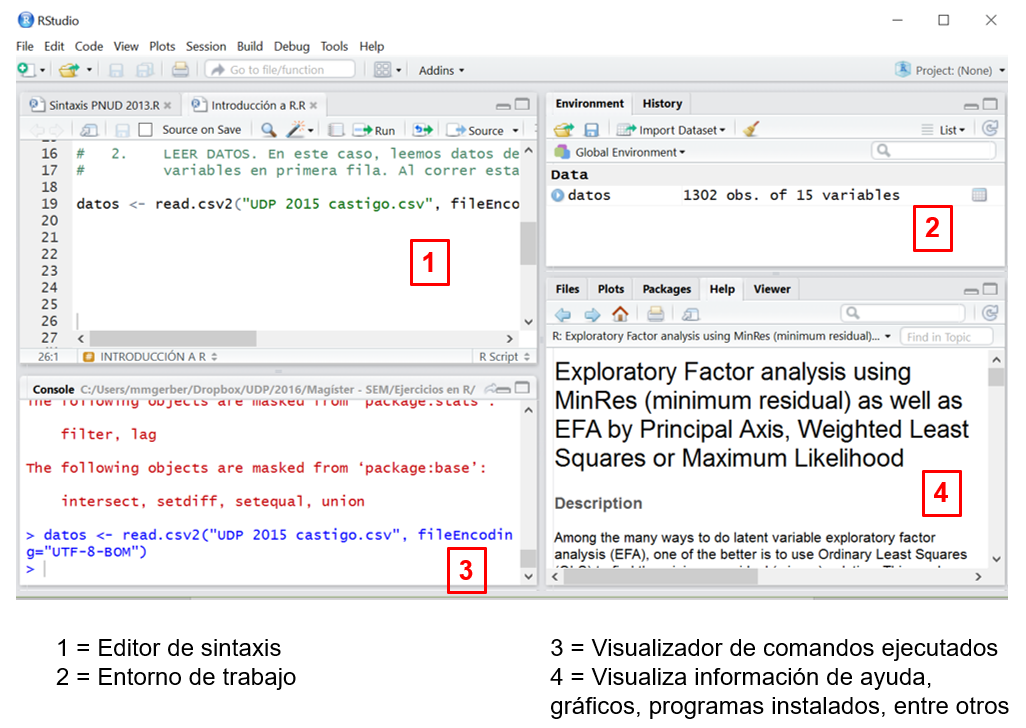 RStudio
File Edit Code View Plots Session Build Debug Tools Help
Go to file/function Addins Project: (None)
Sintaxis PNUD 2013.R Introducción a R.R
Source on Save Run Source
16 # 2. LEER DATOS. En este caso, leemos datos de
17 # variables en primera fila. Al correr esta
18
19 datos <- read.csv2("UDP 2015 castigo.csv", fileEnco
20
21
22
23
24
25
26
27
1
26:1 INTRODUCCIÓN A R R Script
Console C:/Users/mmgerber/Dropbox/UDP/2016/Magíster - SEM/Ejercicios en R/
The following objects are masked from ‘package:stats’:
filter, lag
The following objects are masked from ‘package:base’:
intersect, setdiff, setequal, union
> datos <- read.csv2("UDP 2015 castigo.csv", fileEncodin
g="UTF-8-BOM")
>
3
Environment History
Import Dataset List
Global Environment
Data
datos 1302 obs. of 15 variables
2
Files Plots Packages Help Viewer
R: Exploratory Factor analysis using MinRes (minimum residual)... Find in Topic
Exploratory Factor analysis using
MinRes (minimum residual) as well as
EFA by Principal Axis, Weighted Least
Squares or Maximum Likelihood
4
Description
Among the many ways to do latent variable exploratory factor
analysis (EFA), one of the better is to use Ordinary Least Squares
1 = Editor de sintaxis
2 = Entorno de trabajo
3 = Visualizador de comandos ejecutados
4 = Visualiza información de ayuda,
gráficos, programas instalados, entre otros